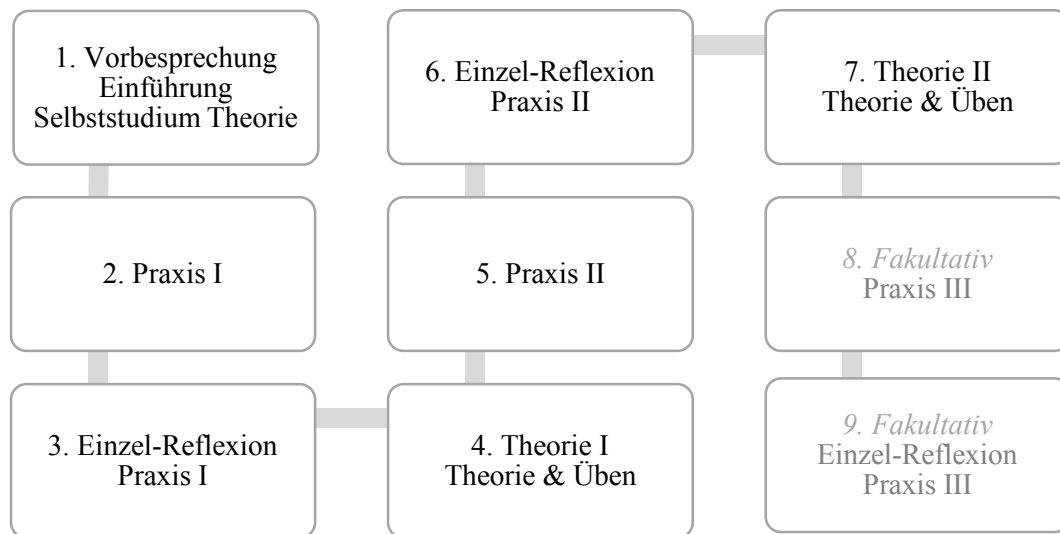 1. Vorbesprechung
Einführung
Selbststudium Theorie
2. Praxis I
3. Einzel-Reflexion
Praxis I
4. Theorie I
Theorie & Üben
5. Praxis II
6. Einzel-Reflexion
Praxis II
7. Theorie II
Theorie & Üben
8. Fakultativ
Praxis III
9. Fakultativ
Einzel-Reflexion
Praxis III